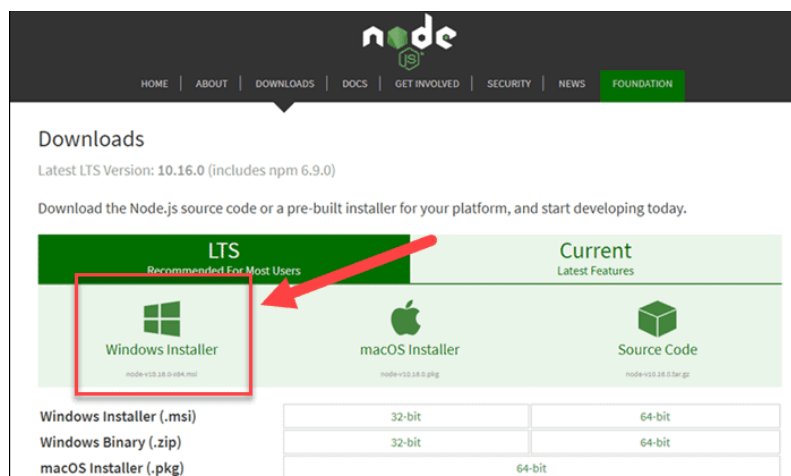 node
JS
HOME | ABOUT | DOWNLOADS | DOCS | GET INVOLVED | SECURITY | NEWS FOUNDATION
Downloads
Latest LTS Version: 10.16.0 (includes npm 6.9.0)
Download the Node.js source code or a pre-built installer for your platform, and start developing today.
LTS
Recommended For Most Users
Current
Latest Features
Windows Installer
node-v10.16.0-x64.msi
macOS Installer
node-v10.16.0.pkg
Source Code
node-v10.16.0.tar.gz
Windows Installer (.msi) 32-bit 64-bit
Windows Binary (.zip) 32-bit 64-bit
macOS Installer (.pkg) 64-bit